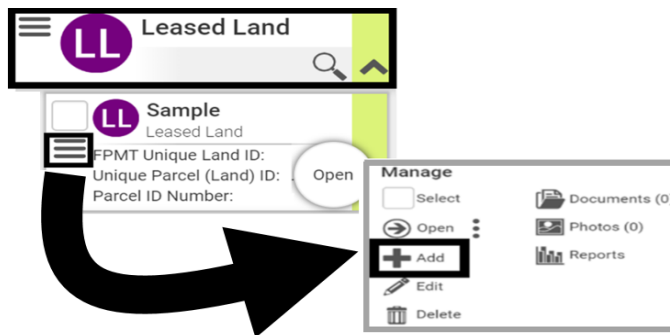 LL Leased Land
LL Sample
Leased Land
FPMT Unique Land ID:
Unique Parcel (Land) ID:
Parcel ID Number:
Open
Manage
Select
Documents (0
Open
Photos (0)
Add
Reports
Edit
Delete